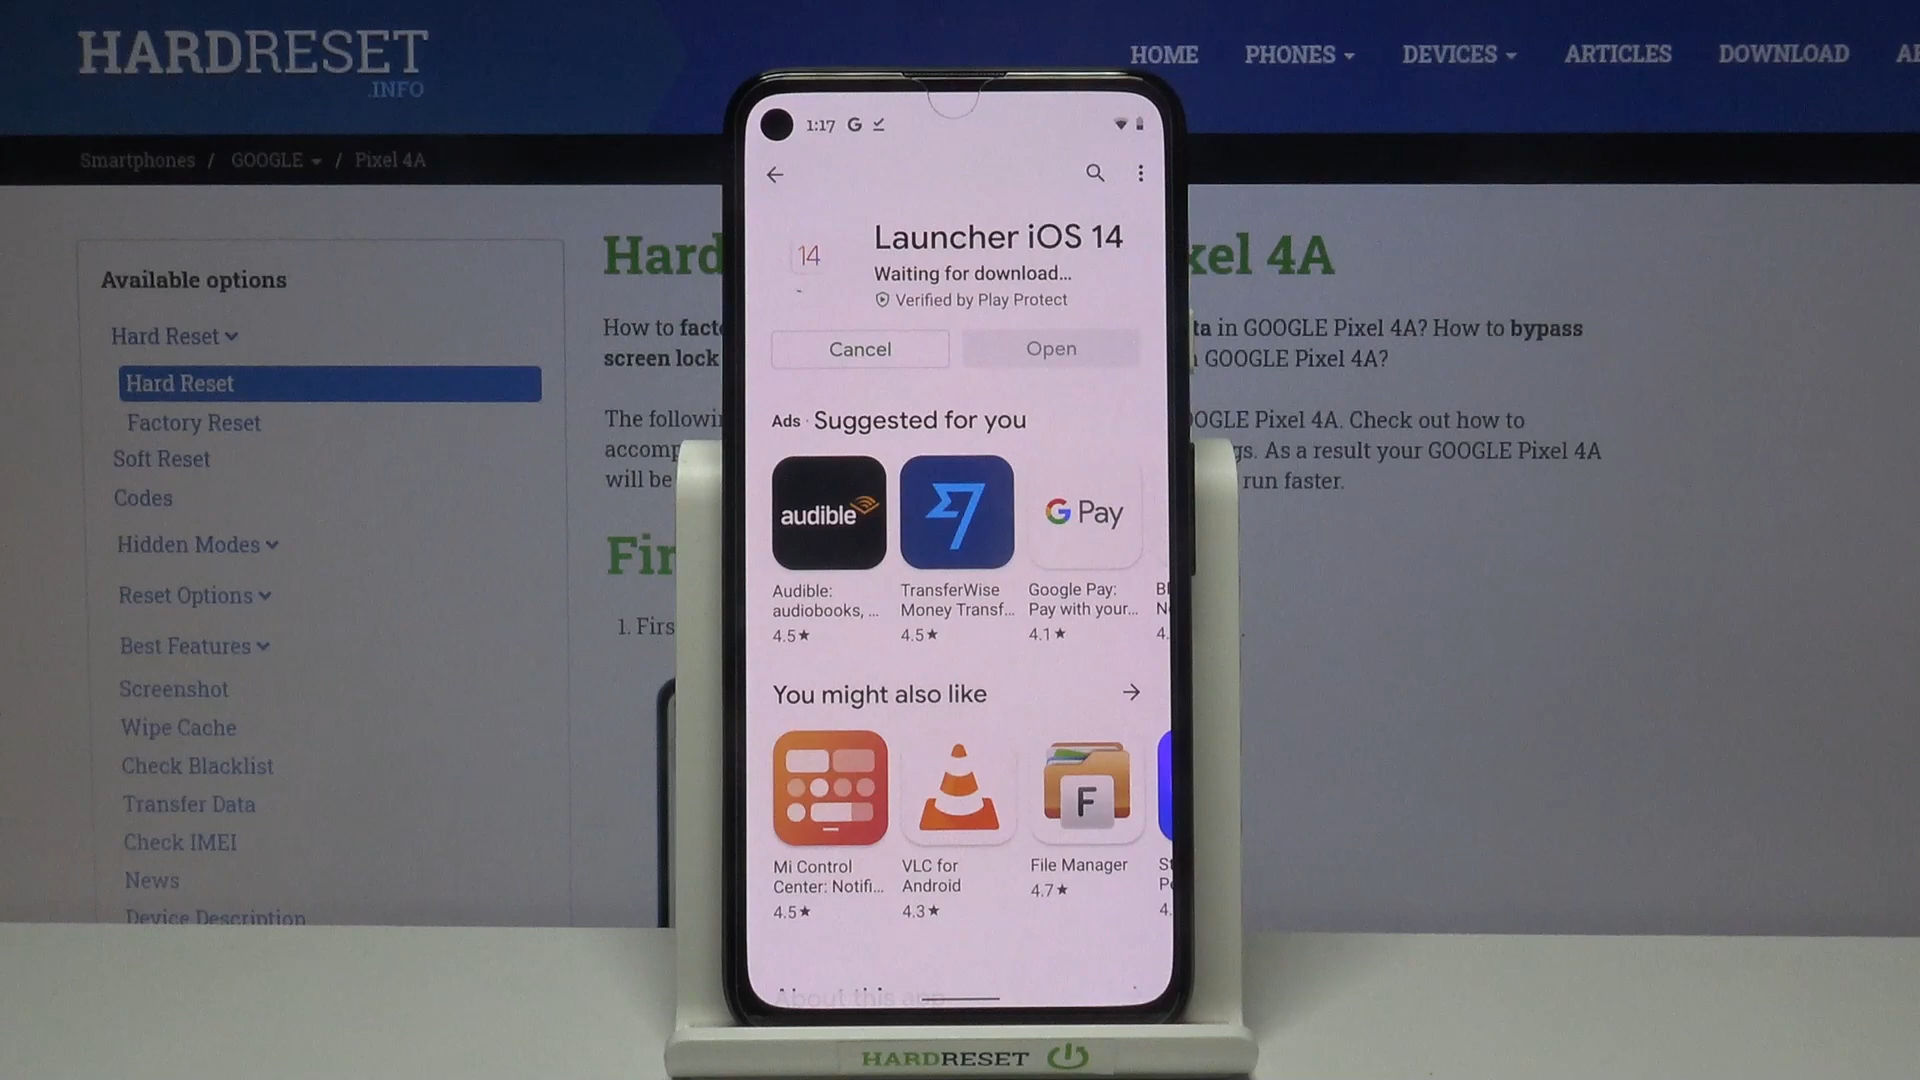 HARDRESET
.INFO
HOME PHONES DEVICES ARTICLES DOWNLOAD
Smartphones / GOOGLE / Pixel 4A
Available options
Hard Reset
Hard Reset
Factory Reset
Soft Reset
Codes
Hidden Modes
Reset Options
Best Features
Screenshot
Wipe Cache
Check Blacklist
Transfer Data
Check IMEI
News
Device Description
Hard
xel 4A
How to
ta in GOOGLE Pixel 4A? How to bypass
screen lock
GOOGLE Pixel 4A?
The
OGLE Pixel 4A. Check out how to
gs. As a result your GOOGLE Pixel 4A
will be
run faster.
1.
1:17 G
14
Launcher iOS 14
Waiting for download...
Verified by Play Protect
Cancel Open
Ads · Suggested for you
audible
G Pay
Audible: audiobooks, ...
4.5★
TransferWise Money Transf...
4.5★
Google Pay: Pay with your...
4.1★
You might also like
F
Mi Control Center: Notifi...
4.5★
VLC for Android
4.3★
File Manager
4.7★
About this app
HARDRESET